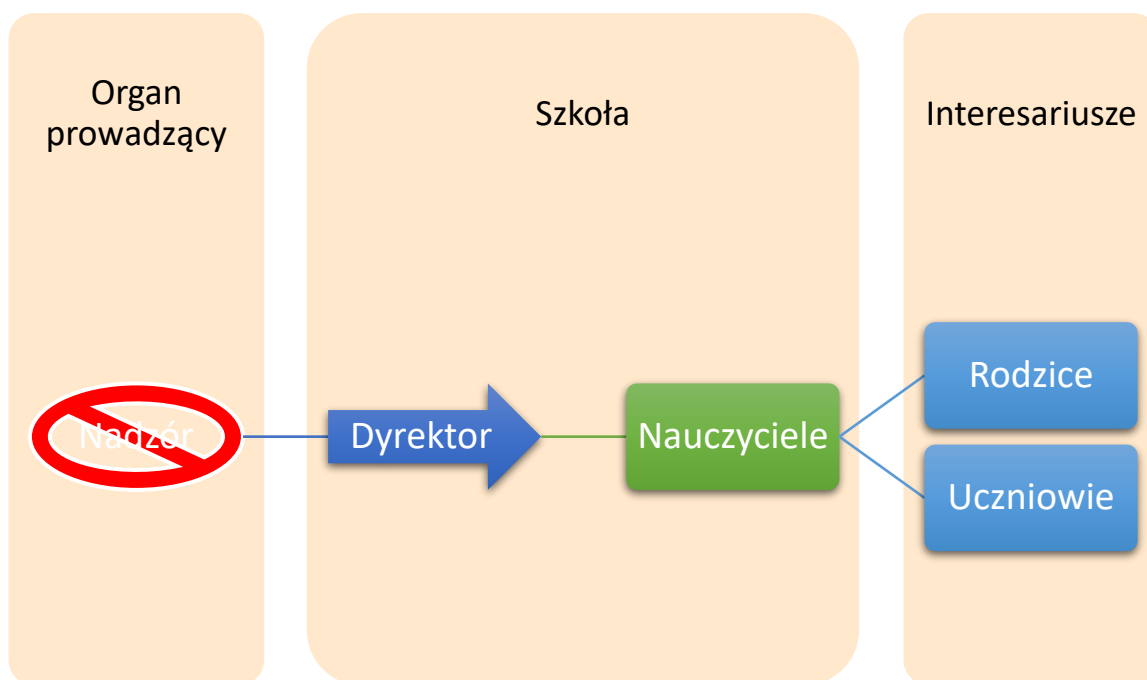 Organ
prowadzący
Szkoła
Interesariusze
Nadzór
Dyrektor
Nauczyciele
Rodzice
Uczniowie